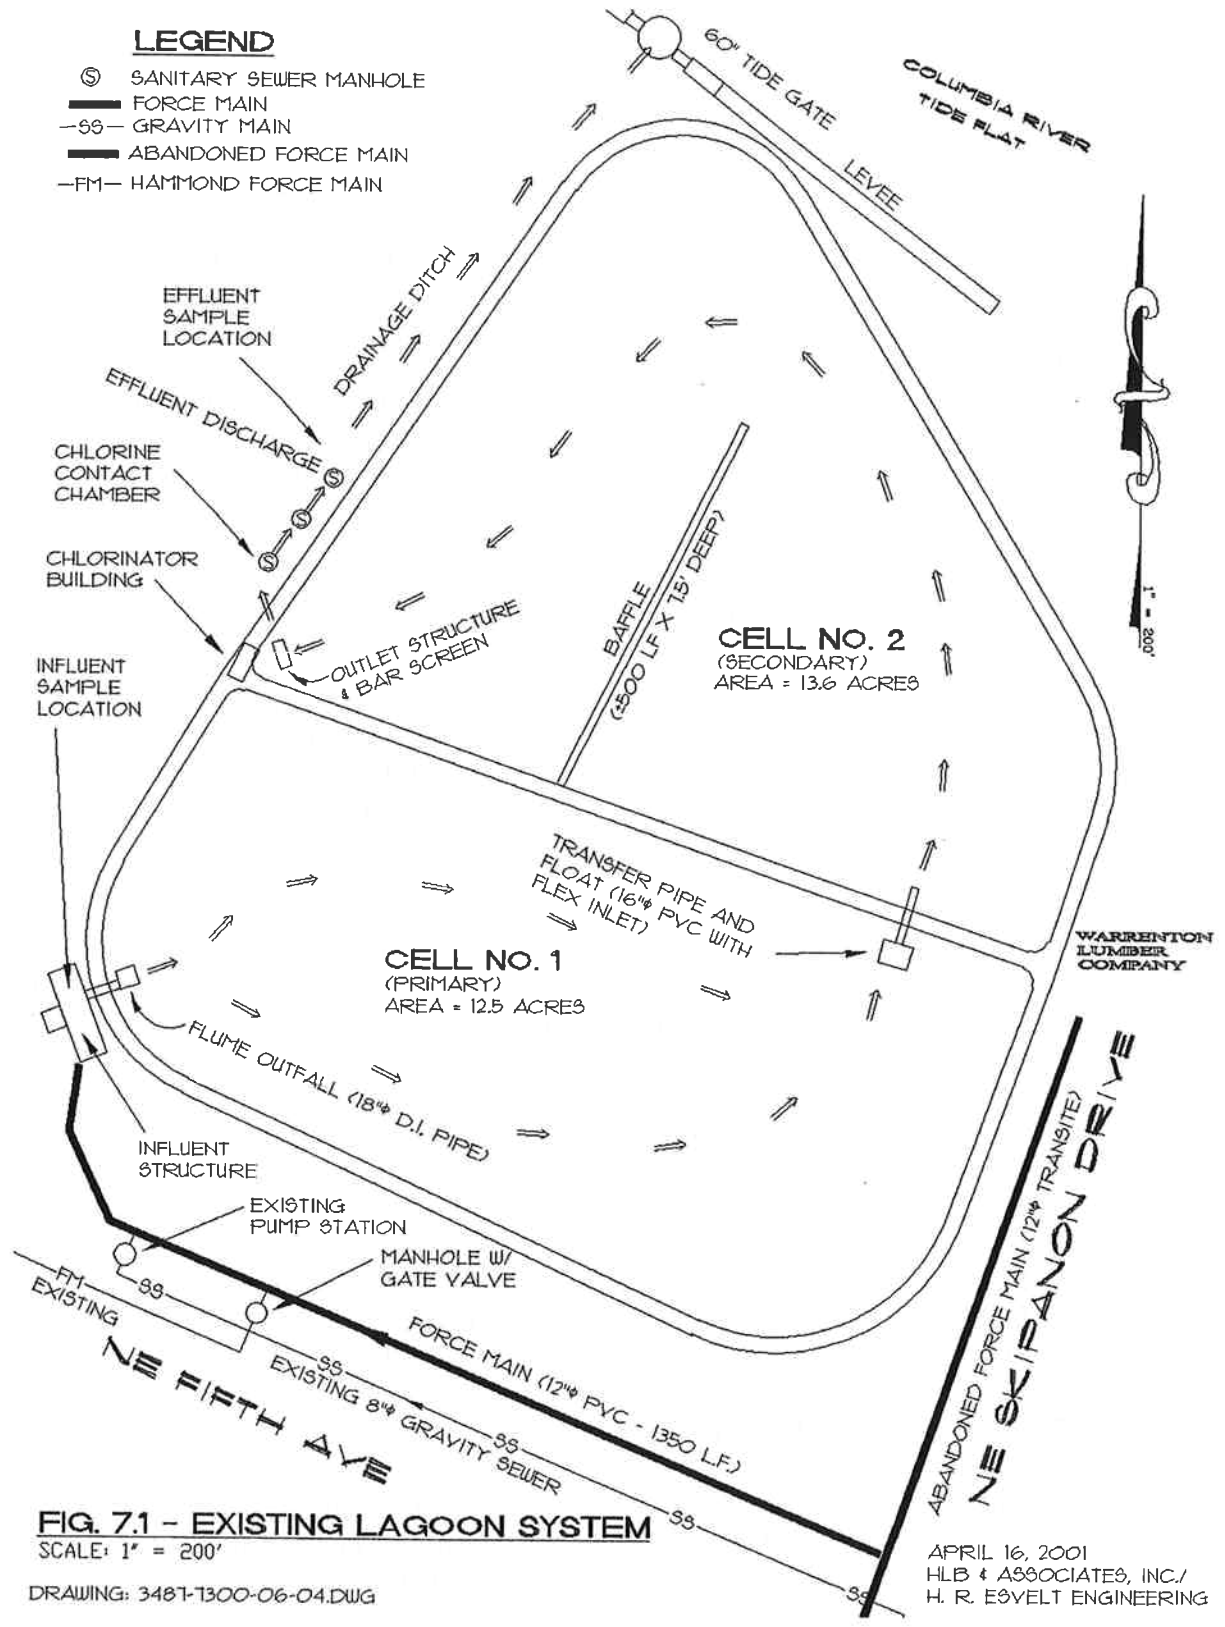 LEGEND
Ⓢ SANITARY SEWER MANHOLE
FORCE MAIN
—SS— GRAVITY MAIN
ABANDONED FORCE MAIN
—FM— HAMMOND FORCE MAIN
60" TIDE GATE
COLUMBIA RIVER
TIDE FLAT
LEVEE
DRAINAGE DITCH
EFFLUENT
SAMPLE
LOCATION
EFFLUENT DISCHARGE
S
S
S
CHLORINE
CONTACT
CHAMBER
CHLORINATOR
BUILDING
1" = 200'
OUTLET STRUCTURE
& BAR SCREEN
BAFFLE
(±500 LF X 7.5' DEEP)
CELL NO. 2
(SECONDARY)
AREA = 13.6 ACRES
INFLUENT
SAMPLE
LOCATION
TRANSFER PIPE AND
FLOAT (16"φ PVC WITH
FLEX INLET)
CELL NO. 1
(PRIMARY)
AREA = 12.5 ACRES
WARRENTON
LUMBER
COMPANY
FLUME OUTFALL (18"φ D.I. PIPE)
INFLUENT
STRUCTURE
EXISTING
PUMP STATION
MANHOLE W/
GATE VALVE
FM
EXISTING
SS
NE FIFTH AVE
FORCE MAIN (12"φ PVC - 1350 LF.)
SS
EXISTING 8"φ GRAVITY SEWER
SS
SS
SS
ABANDONED FORCE MAIN (12"φ TRANSITE)
NE SKIPANON DRIVE
FIG. 7.1 - EXISTING LAGOON SYSTEM
SCALE: 1" = 200'
DRAWING: 3487-7300-06-04.DWG
APRIL 16, 2001
HLB & ASSOCIATES, INC./
H. R. ESVELT ENGINEERING